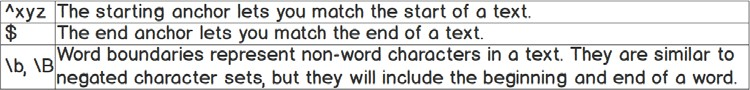 ^xyz The starting anchor lets you match the start of a text.
$ The end anchor lets you match the end of a text.
\b, \B Word boundaries represent non-word characters in a text. They are similar to
negated character sets, but they will include the beginning and end of a word.